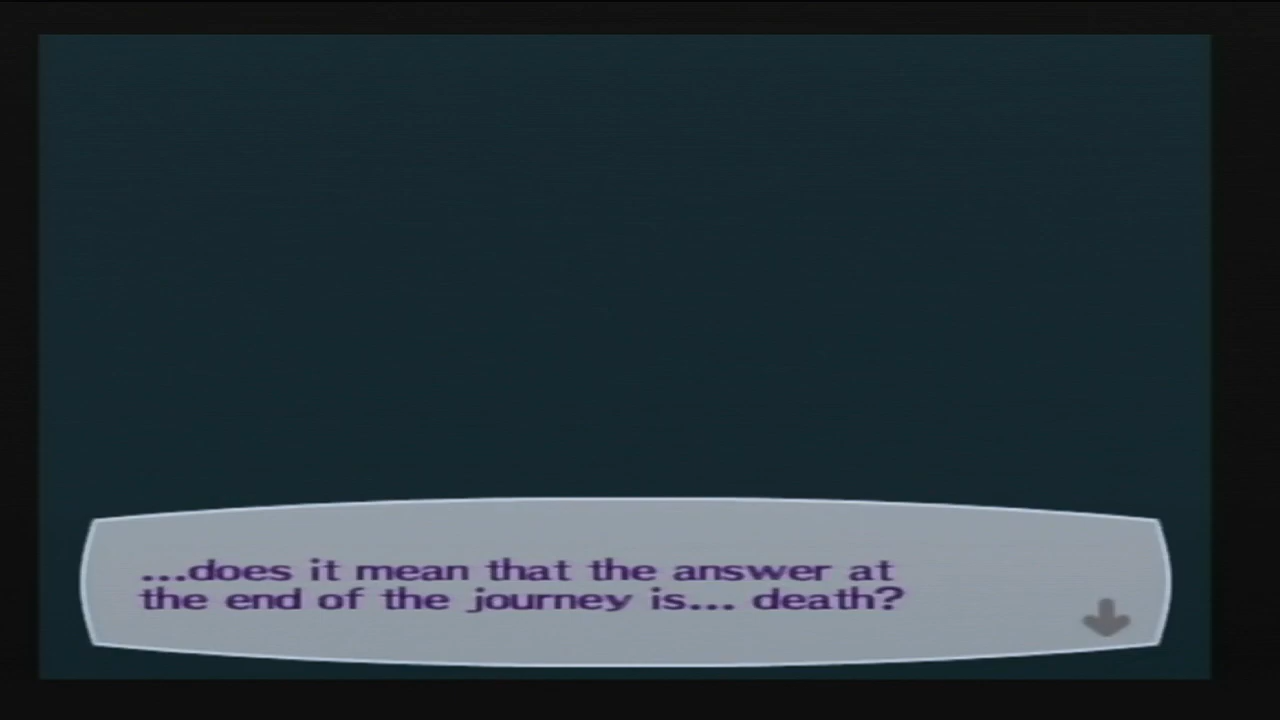 ...does it mean that the answer at
the end of the journey is... death?